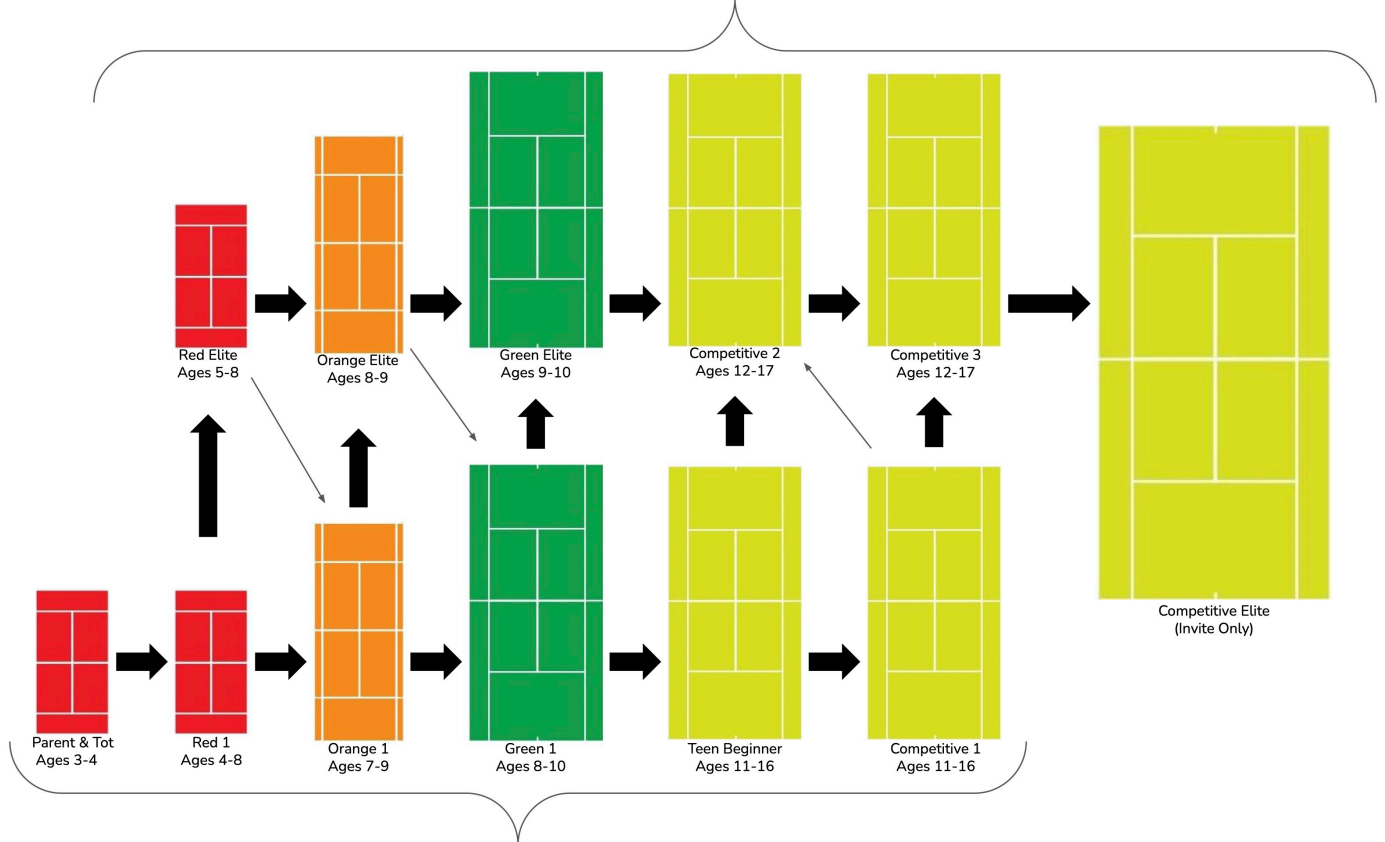 Red Elite
Ages 5-8
Orange Elite
Ages 8-9
Green Elite
Ages 9-10
Competitive 2
Ages 12-17
Competitive 3
Ages 12-17
Competitive Elite
(Invite Only)
Parent & Tot
Ages 3-4
Red 1
Ages 4-8
Orange 1
Ages 7-9
Green 1
Ages 8-10
Teen Beginner
Ages 11-16
Competitive 1
Ages 11-16